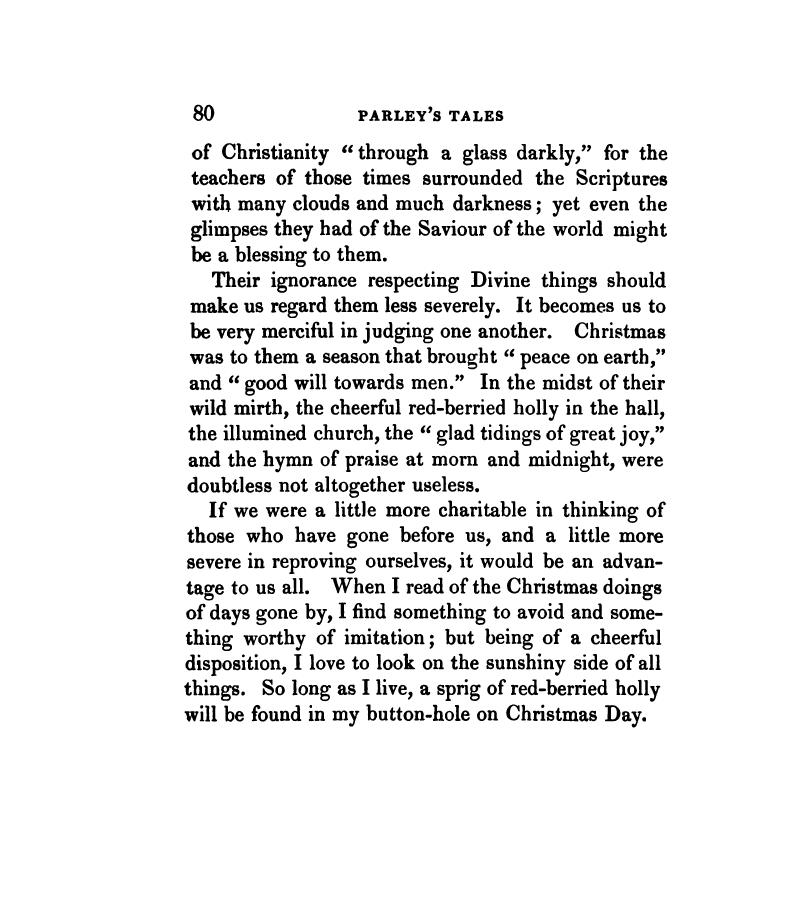 80 PARLEY'S TALES
of Christianity “ through a glass darkly,” for the
teachers of those times surrounded the Scriptures
with many clouds and much darkness ; yet even the
glimpses they had of the Saviour of the world might
be a blessing to them.
Their ignorance respecting Divine things should
make us regard them less severely. It becomes us to
be very merciful in judging one another. Christmas
was to them a season that brought “ peace on earth,”
and “ good will towards men.” In the midst of their
wild mirth, the cheerful red-berried holly in the hall,
the illumined church, the “ glad tidings of great joy,”
and the hymn of praise at morn and midnight, were
doubtless not altogether useless.
If we were a little more charitable in thinking of
those who have gone before us, and a little more
severe in reproving ourselves, it would be an advan-
tage to us all. When I read of the Christmas doings
of days gone by, I find something to avoid and some-
thing worthy of imitation ; but being of a cheerful
disposition, I love to look on the sunshiny side of all
things. So long as I live, a sprig of red-berried holly
will be found in my button-hole on Christmas Day.